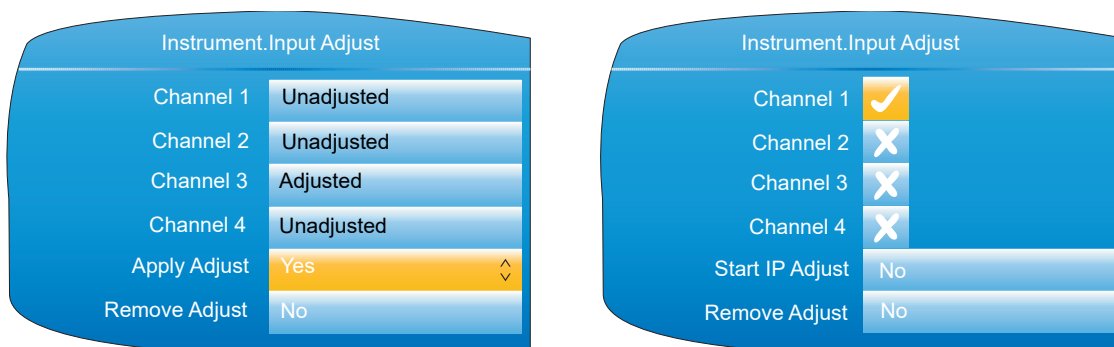 Instrument.Input Adjust
Channel 1 Unadjusted
Channel 2 Unadjusted
Channel 3 Adjusted
Channel 4 Unadjusted
Apply Adjust Yes
Remove Adjust No
Instrument.Input Adjust
Channel 1
Channel 2
Channel 3
Channel 4
Start IP Adjust No
Remove Adjust No